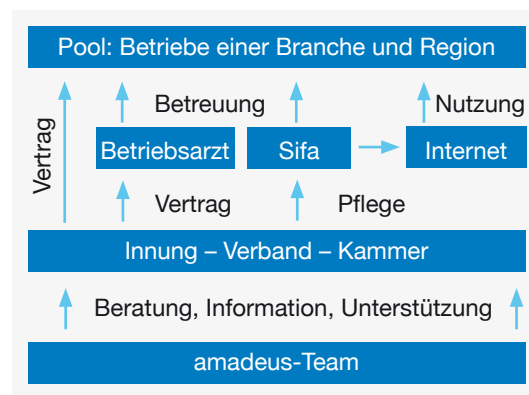 Pool: Betriebe einer Branche und Region
Vertrag
Betreuung
Nutzung
Betriebsarzt
Sifa
Internet
Vertrag
Pflege
Innung – Verband – Kammer
Beratung, Information, Unterstützung
amadeus-Team